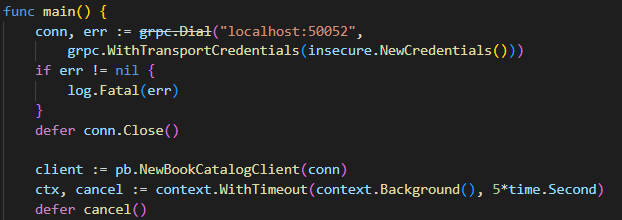 func main() {
    conn, err := grpc.Dial("localhost:50052",
        grpc.WithTransportCredentials(insecure.NewCredentials()))
    if err != nil {
        log.Fatal(err)
    }
    defer conn.Close()

    client := pb.NewBookCatalogClient(conn)
    ctx, cancel := context.WithTimeout(context.Background(), 5*time.Second)
    defer cancel()